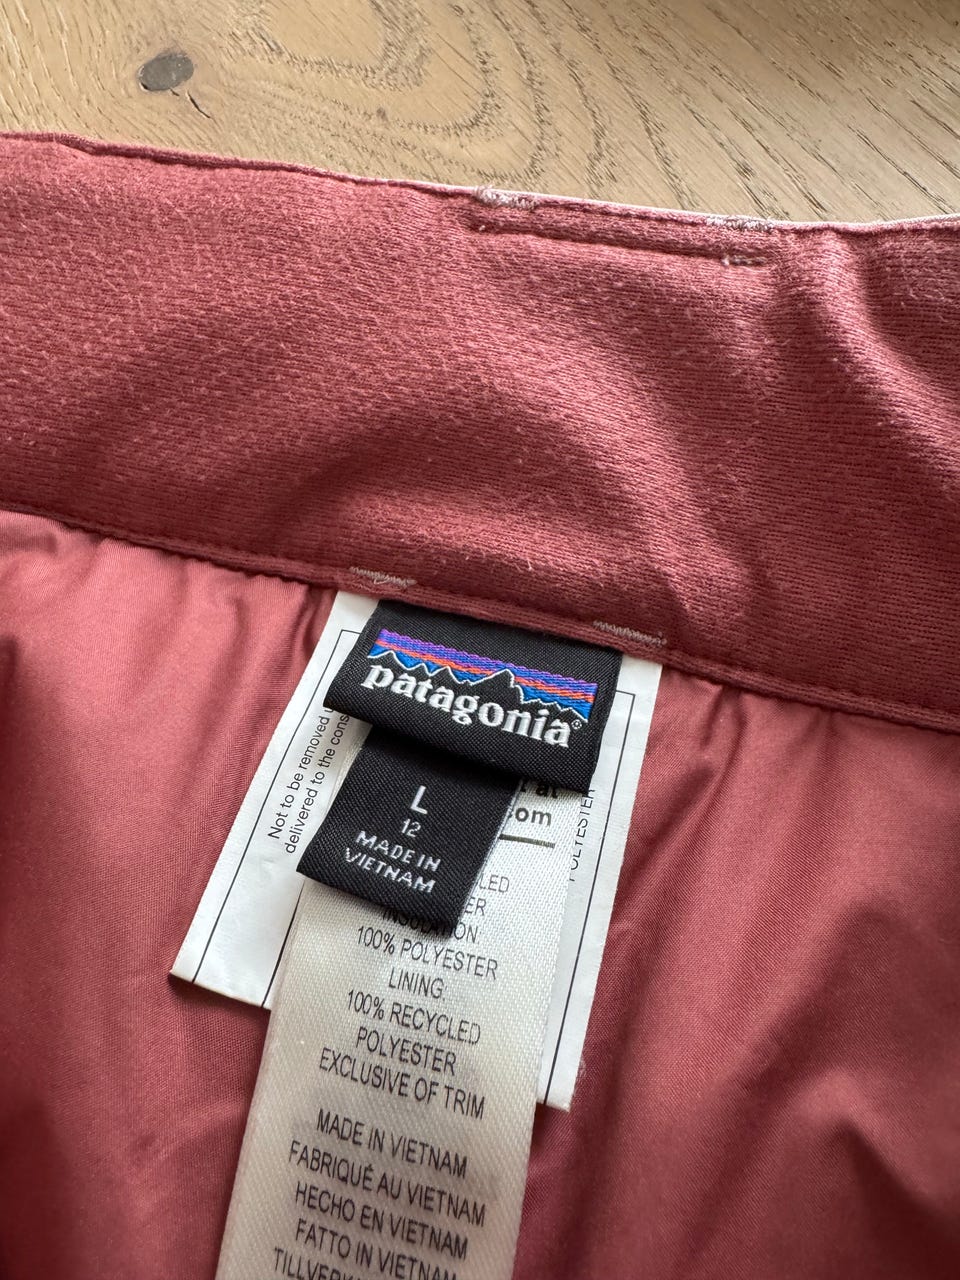 patagonia®
L
12
MADE IN
VIETNAM
Not to be removed
delivered to the
at
.com
POLYESTER
INSULATION
100% POLYESTER
LINING:
100% RECYCLED
POLYESTER
EXCLUSIVE OF TRIM
MADE IN VIETNAM
FABRIQUÉ AU VIETNAM
HECHO EN VIETNAM
FATTO IN VIETNAM